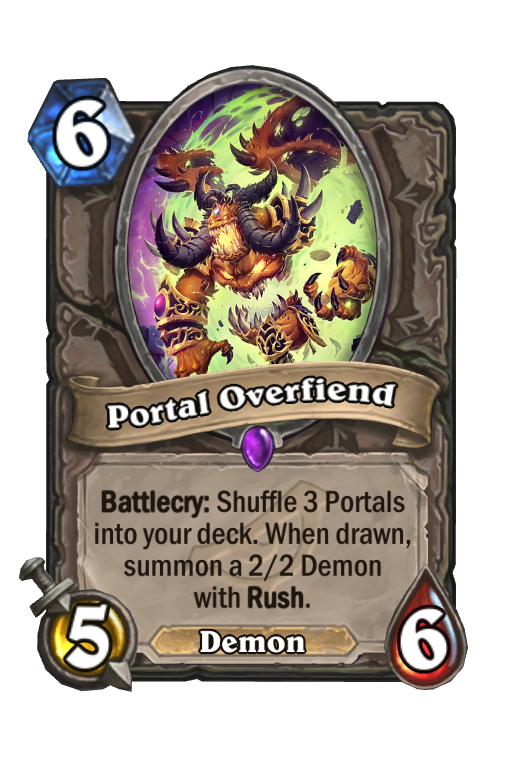 6
Portal Overfiend
Battlecry: Shuffle 3 Portals
into your deck. When drawn,
summon a 2/2 Demon
with Rush.
5
Demon
6